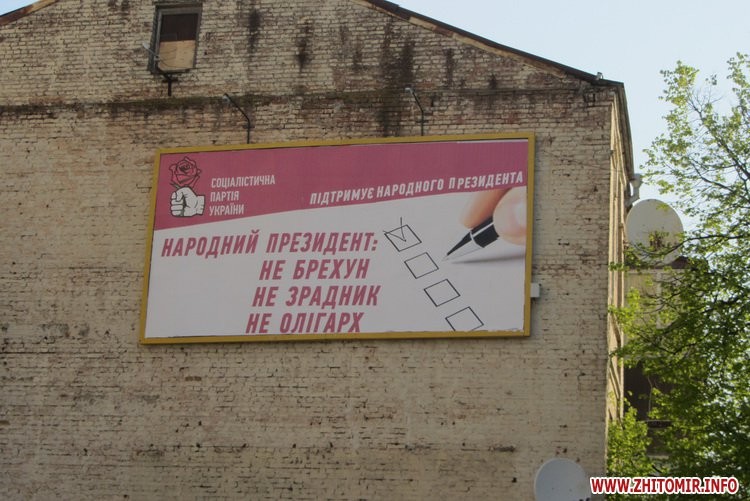 СОЦІАЛІСТИЧНА
ПАРТІЯ
УКРАЇНИ
ПІДТРИМУЄ НАРОДНОГО ПРЕЗИДЕНТА
НАРОДНИЙ ПРЕЗИДЕНТ:
НЕ БРЕХУН
НЕ ЗРАДНИК
НЕ ОЛІГАРХ
WWW.ZHITOMIR.INFO